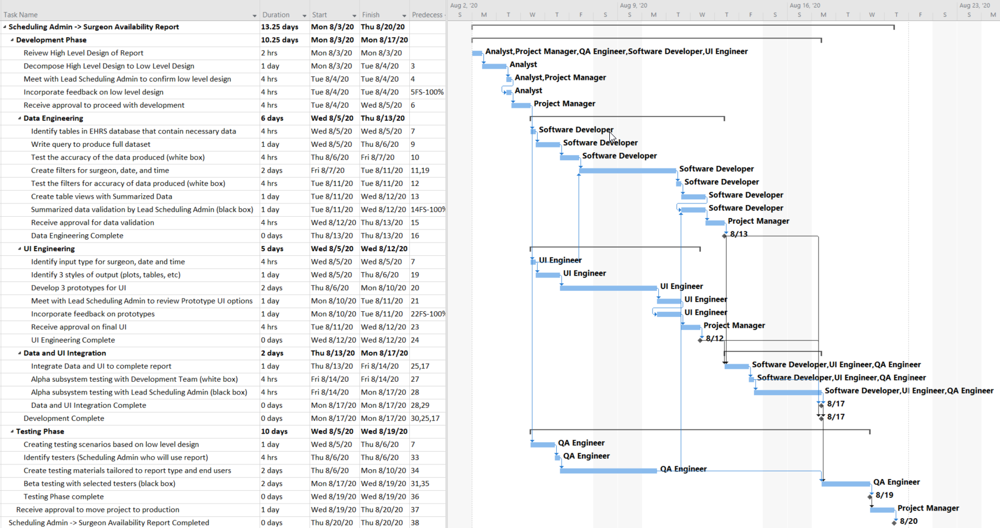 Aug 2, '20 Aug 9, '20 Aug 16, '20 Aug 23, '20
Task Name Duration Start Finish Predecess S M T W T F S S M T W T F S S M T W T F S S M
Scheduling Admin -> Surgeon Availability Report 13.25 days Mon 8/3/20 Thu 8/20/20
Development Phase 10.25 days Mon 8/3/20 Mon 8/17/20
Reivew High Level Design of Report 2 hrs Mon 8/3/20 Mon 8/3/20 Analyst,Project Manager,QA Engineer,Software Developer,UI Engineer
Decompose High Level Design to Low Level Design 1 day Mon 8/3/20 Tue 8/4/20 3 Analyst
Meet with Lead Scheduling Admin to confirm low level design 4 hrs Tue 8/4/20 Tue 8/4/20 4 Analyst,Project Manager
Incorporate feedback on low level design 4 hrs Tue 8/4/20 Tue 8/4/20 5FS-100% Analyst
Receive approval to proceed with development 4 hrs Tue 8/4/20 Wed 8/5/20 6 Project Manager
Data Engineering 6 days Wed 8/5/20 Thu 8/13/20
Identify tables in EHRS database that contain necessary data 4 hrs Wed 8/5/20 Wed 8/5/20 7 Software Developer
Write query to produce full dataset 1 day Wed 8/5/20 Thu 8/6/20 9 Software Developer
Test the accuracy of the data produced (white box) 4 hrs Thu 8/6/20 Fri 8/7/20 10 Software Developer
Create filters for surgeon, date, and time 2 days Fri 8/7/20 Tue 8/11/20 11,19 Software Developer
Test the filters for accuracy of data produced (white box) 4 hrs Tue 8/11/20 Tue 8/11/20 12 Software Developer
Create table views with Summarized Data 1 day Tue 8/11/20 Wed 8/12/20 13 Software Developer
Summarized data validation by Lead Scheduling Admin (black box) 1 day Tue 8/11/20 Wed 8/12/20 14FS-100% Software Developer
Receive approval for data validation 4 hrs Wed 8/12/20 Thu 8/13/20 15 Project Manager
Data Engineering Complete 0 days Thu 8/13/20 Thu 8/13/20 16 8/13
UI Engineering 5 days Wed 8/5/20 Wed 8/12/20
Identify input type for surgeon, date and time 4 hrs Wed 8/5/20 Wed 8/5/20 7 UI Engineer
Identify 3 styles of output (plots, tables, etc) 1 day Wed 8/5/20 Thu 8/6/20 19 UI Engineer
Develop 3 prototypes for UI 2 days Thu 8/6/20 Mon 8/10/20 20 UI Engineer
Meet with Lead Scheduling Admin to review Prototype UI options 1 day Mon 8/10/20 Tue 8/11/20 21 UI Engineer
Incorporate feedback on prototypes 1 day Mon 8/10/20 Tue 8/11/20 22FS-100% UI Engineer
Receive approval on final UI 4 hrs Tue 8/11/20 Wed 8/12/20 23 Project Manager
UI Engineering Complete 0 days Wed 8/12/20 Wed 8/12/20 24 8/12
Data and UI Integration 2 days Thu 8/13/20 Mon 8/17/20
Integrate Data and UI to complete report 1 day Thu 8/13/20 Fri 8/14/20 25,17 Software Developer,UI Engineer,QA Engineer
Alpha subsystem testing with Development Team (white box) 4 hrs Fri 8/14/20 Fri 8/14/20 27 Software Developer,UI Engineer,QA Engineer
Alpha subsystem testing with Lead Scheduling Admin (black box) 4 hrs Fri 8/14/20 Mon 8/17/20 28 Software Developer,UI Engineer,QA Engineer
Data and UI Integration Complete 0 days Mon 8/17/20 Mon 8/17/20 28,29 8/17
Development Complete 0 days Mon 8/17/20 Mon 8/17/20 30,25,17 8/17
Testing Phase 10 days Wed 8/5/20 Wed 8/19/20
Creating testing scenarios based on low level design 1 day Wed 8/5/20 Thu 8/6/20 7 QA Engineer
Identify testers (Scheduling Admin who will use report) 4 hrs Thu 8/6/20 Thu 8/6/20 33 QA Engineer
Create testing materials tailored to report type and end users 2 days Thu 8/6/20 Mon 8/10/20 34 QA Engineer
Beta testing with selected testers (black box) 2 days Mon 8/17/20 Wed 8/19/20 31,35 QA Engineer
Testing Phase complete 0 days Wed 8/19/20 Wed 8/19/20 36 8/19
Receive approval to move project to production 1 day Wed 8/19/20 Thu 8/20/20 37 Project Manager
Scheduling Admin -> Surgeon Availability Report Completed 0 days Thu 8/20/20 Thu 8/20/20 38 8/20